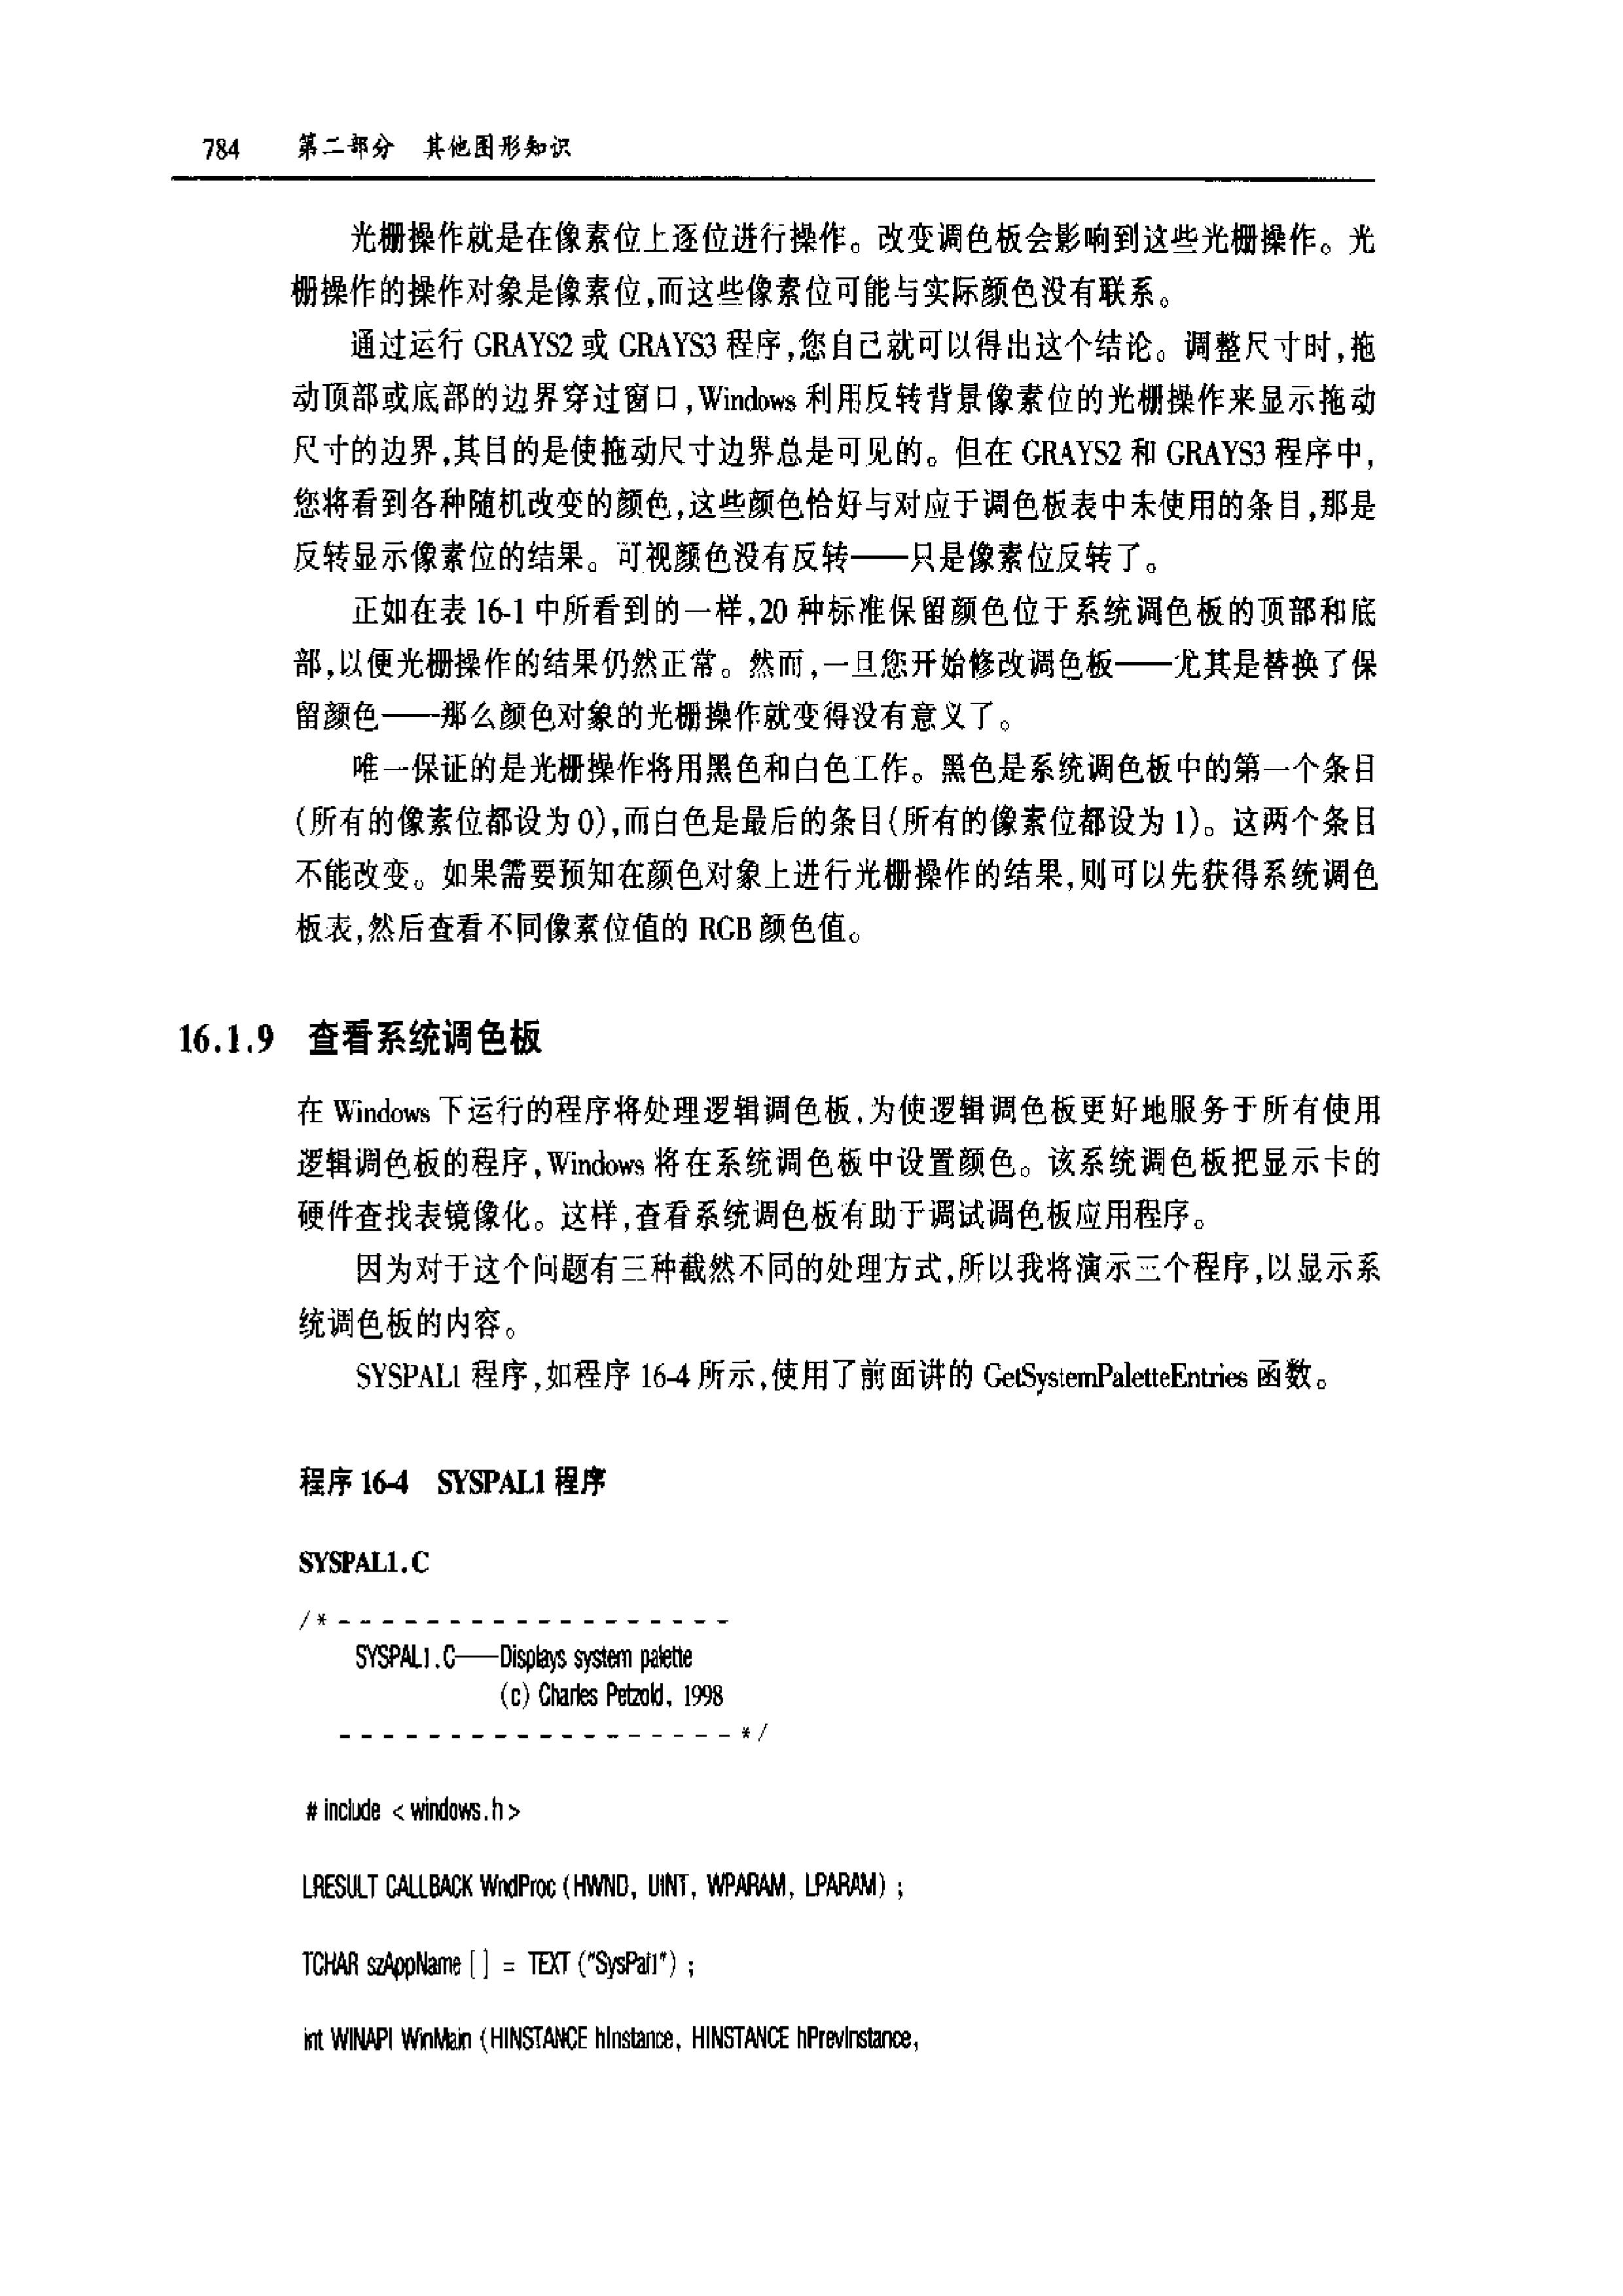 784 第二部分 其他图形知识
光栅操作就是在像素位上逐位进行操作。改变调色板会影响到这些光栅操作。光
栅操作的操作对象是像素位,而这些像素位可能与实际颜色没有联系。
通过运行 GRAYS2 或 GRAYS3 程序,您自己就可以得出这个结论。调整尺寸时,拖
动顶部或底部的边界穿过窗口,Windows 利用反转背景像素位的光栅操作来显示拖动
尺寸的边界,其目的是使拖动尺寸边界总是可见的。但在 GRAYS2 和 GRAYS3 程序中,
您将看到各种随机改变的颜色,这些颜色恰好与对应于调色板表中未使用的条目,那是
反转显示像素位的结果。可视颜色没有反转——只是像素位反转了。
正如在表 16-1 中所看到的一样,20 种标准保留颜色位于系统调色板的顶部和底
部,以便光栅操作的结果仍然正常。然而,一旦您开始修改调色板——尤其是替换了保
留颜色——那么颜色对象的光栅操作就变得没有意义了。
唯一保证的是光栅操作将用黑色和白色工作。黑色是系统调色板中的第一个条目
(所有的像素位都设为 0),而白色是最后的条目(所有的像素位都设为 1)。这两个条目
不能改变。如果需要预知在颜色对象上进行光栅操作的结果,则可以先获得系统调色
板表,然后查看不同像素位值的 RGB 颜色值。
16.1.9 查看系统调色板
在 Windows 下运行的程序将处理逻辑调色板,为使逻辑调色板更好地服务于所有使用
逻辑调色板的程序,Windows 将在系统调色板中设置颜色。该系统调色板把显示卡的
硬件查找表镜像化。这样,查看系统调色板有助于调试调色板应用程序。
因为对于这个问题有三种截然不同的处理方式,所以我将演示三个程序,以显示系
统调色板的内容。
SYSPAL1 程序,如程序 16-4 所示,使用了前面讲的 GetSystemPaletteEntries 函数。
程序 16-4 SYSPAL1 程序
SYSPAL1.C
/* - - - - - - - - - - - - - - - - - -
SYSPAL1.C——Displays system palette
(c) Charles Petzold, 1998
- - - - - - - - - - - - - - - - - - */
# include <windows.h>
LRESULT CALLBACK WndProc (HWND, UINT, WPARAM, LPARAM) ;
TCHAR szAppName [ ] = TEXT ("SysPal1") ;
int WINAPI WinMain (HINSTANCE hInstance, HINSTANCE hPrevInstance,